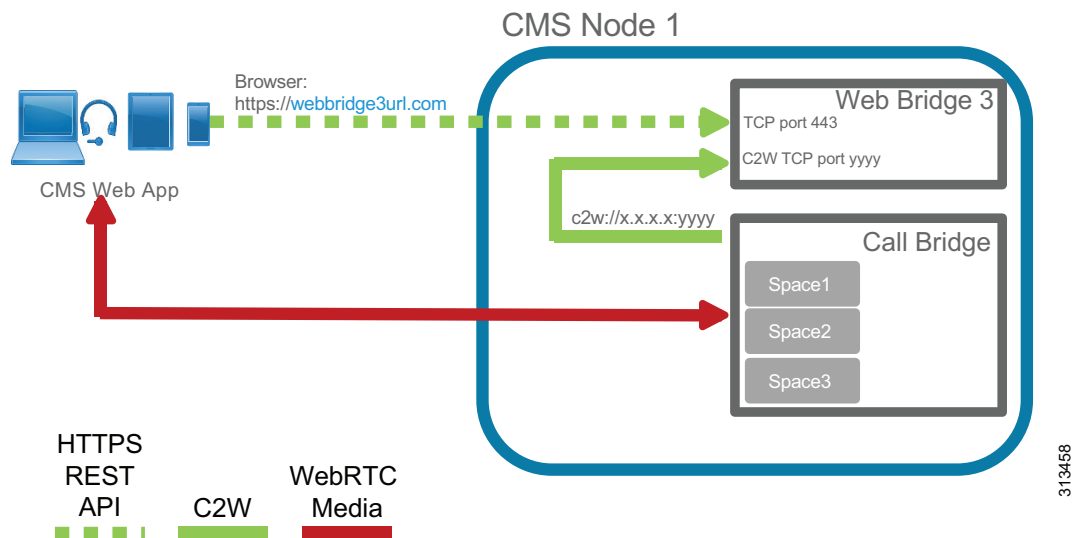 CMS Node 1
Browser:
https://webbridge3url.com
Web Bridge 3
TCP port 443
C2W TCP port yyyy
CMS Web App
c2w://x.x.x.x:yyyy
Call Bridge
Space1
Space2
Space3
HTTPS
REST
API
C2W
WebRTC
Media
313458